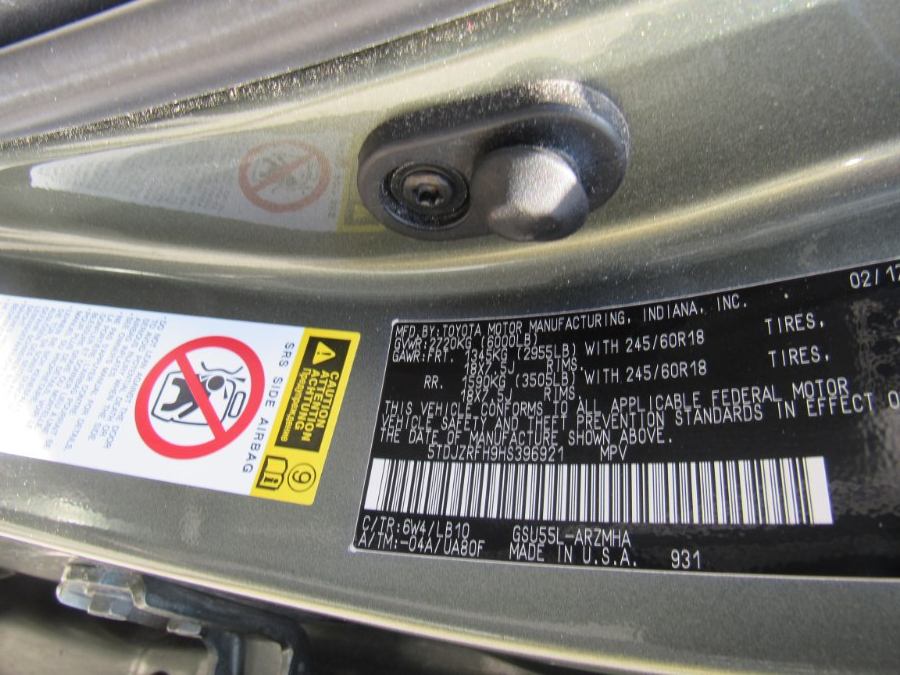 02/17
MFD.BY:TOYOTA MOTOR MANUFACTURING, INDIANA, INC.
GVWR:2720KG (6000LB)
GAWR:FRT. 1345KG (2955LB) WITH 245/60R18 TIRES,
18X7.5J RIMS,
RR. 1590KG (3505LB) WITH 245/60R18 TIRES,
18X7.5J RIMS,
THIS VEHICLE CONFORMS TO ALL APPLICABLE FEDERAL MOTOR
VEHICLE SAFETY AND THEFT PREVENTION STANDARDS IN EFFECT O
THE DATE OF MANUFACTURE SHOWN ABOVE.
5TDJZRFH9HS396921 MPV
C/TR:6W4/LB10 GSU55L-ARZMHA
A/TM:-04A/UA80F MADE IN U.S.A. 931
CAUTION
ATTENTION
ACHTUNG
Предупреждение
SRS SIDE AIRBAG
9